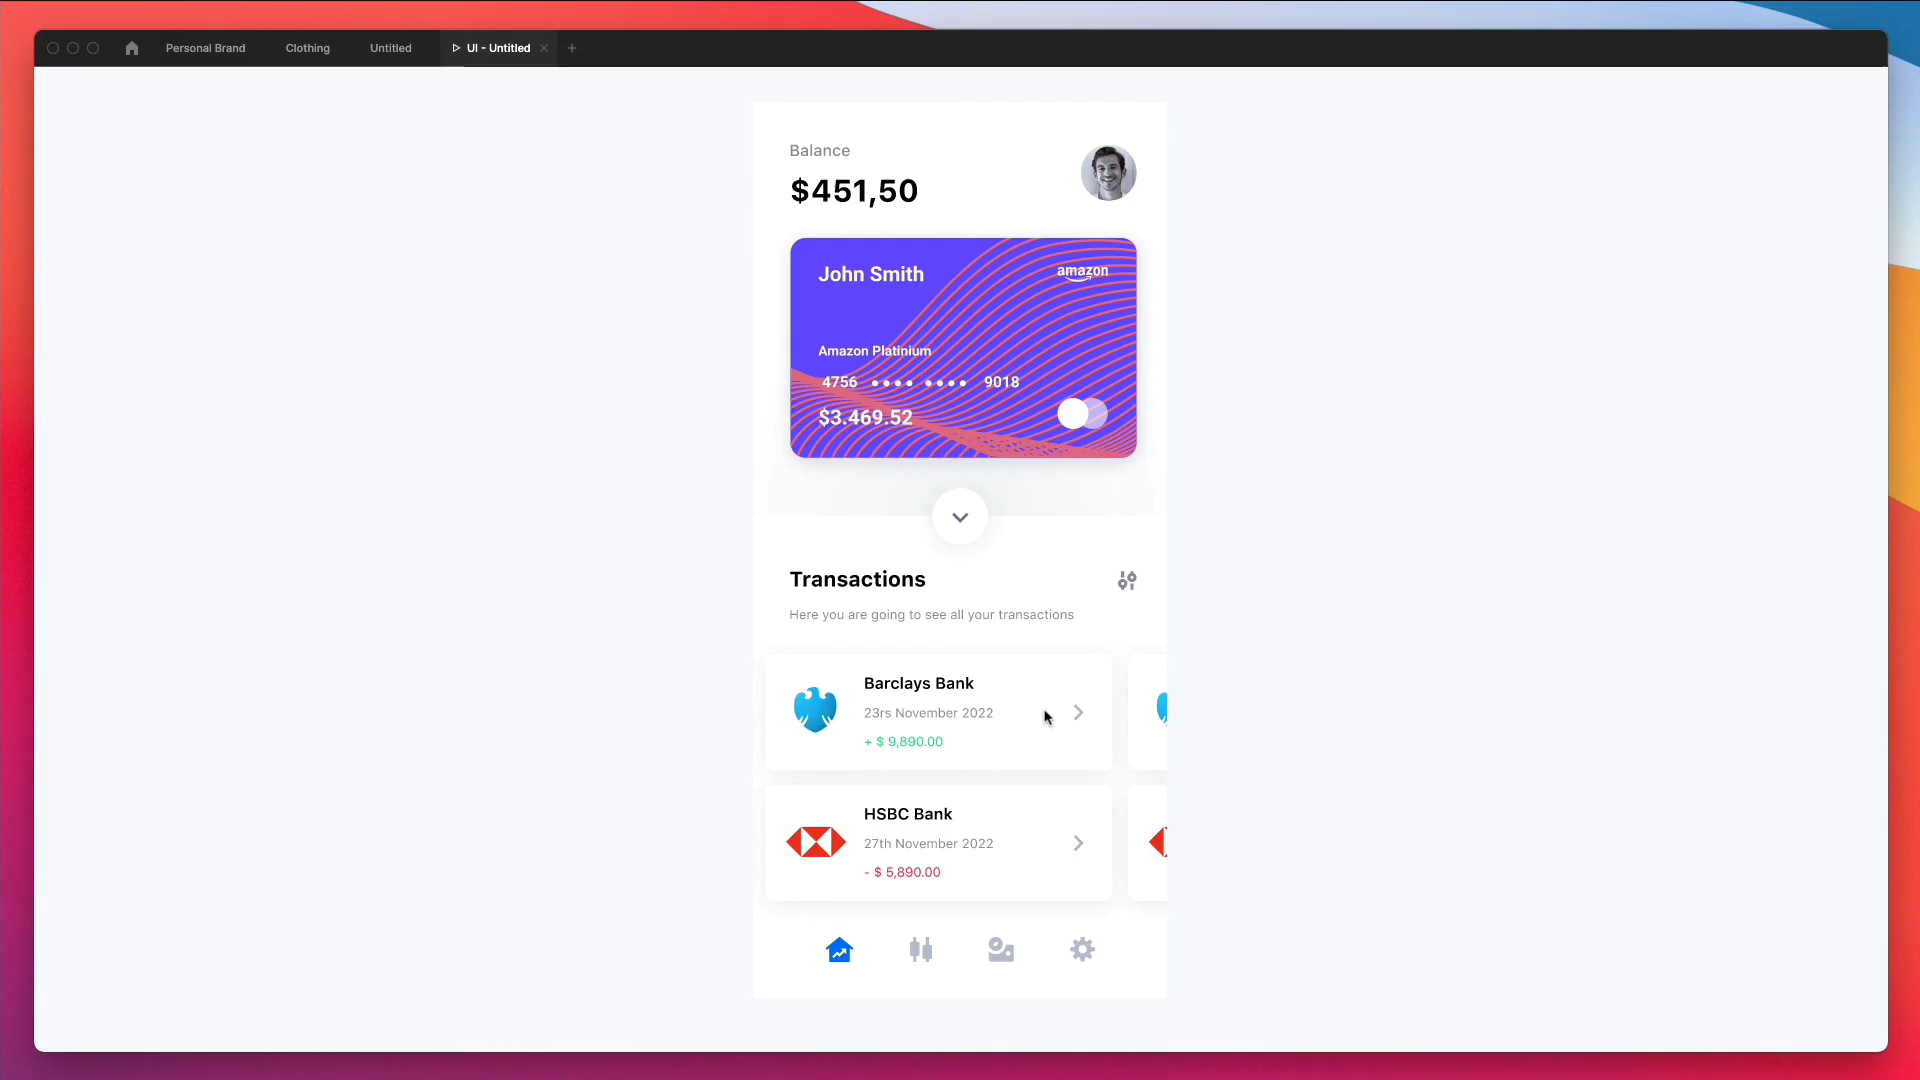 Personal Brand
Clothing
Untitled
UI - Untitled
Balance
$451,50
John Smith
amazon
Amazon Platinium
4756 •••• •••• 9018
$3.469.52
Transactions
Here you are going to see all your transactions
Barclays Bank
23rs November 2022
+ $ 9,890.00
HSBC Bank
27th November 2022
- $ 5,890.00